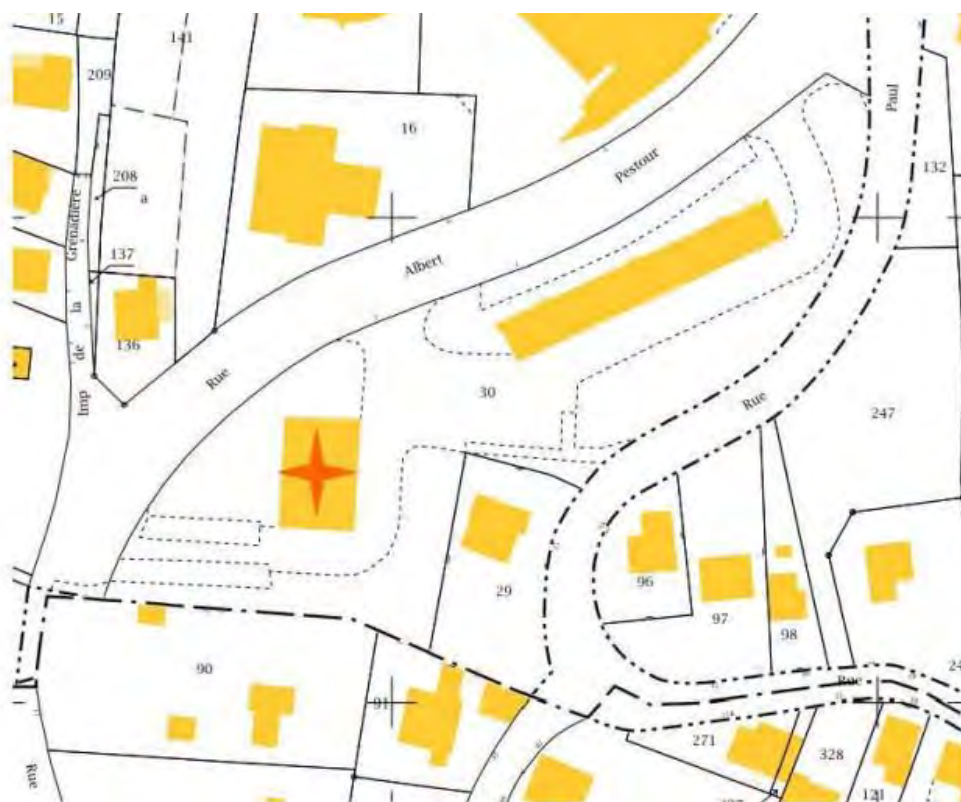 15
141
209
16
Paul
208
a
132
Pestour
Grenadière
137
Albert
la
136
de
Rue
Imp
30
Rue
247
29
96
97
98
90
91
Rue
24
271
328
121
Rue